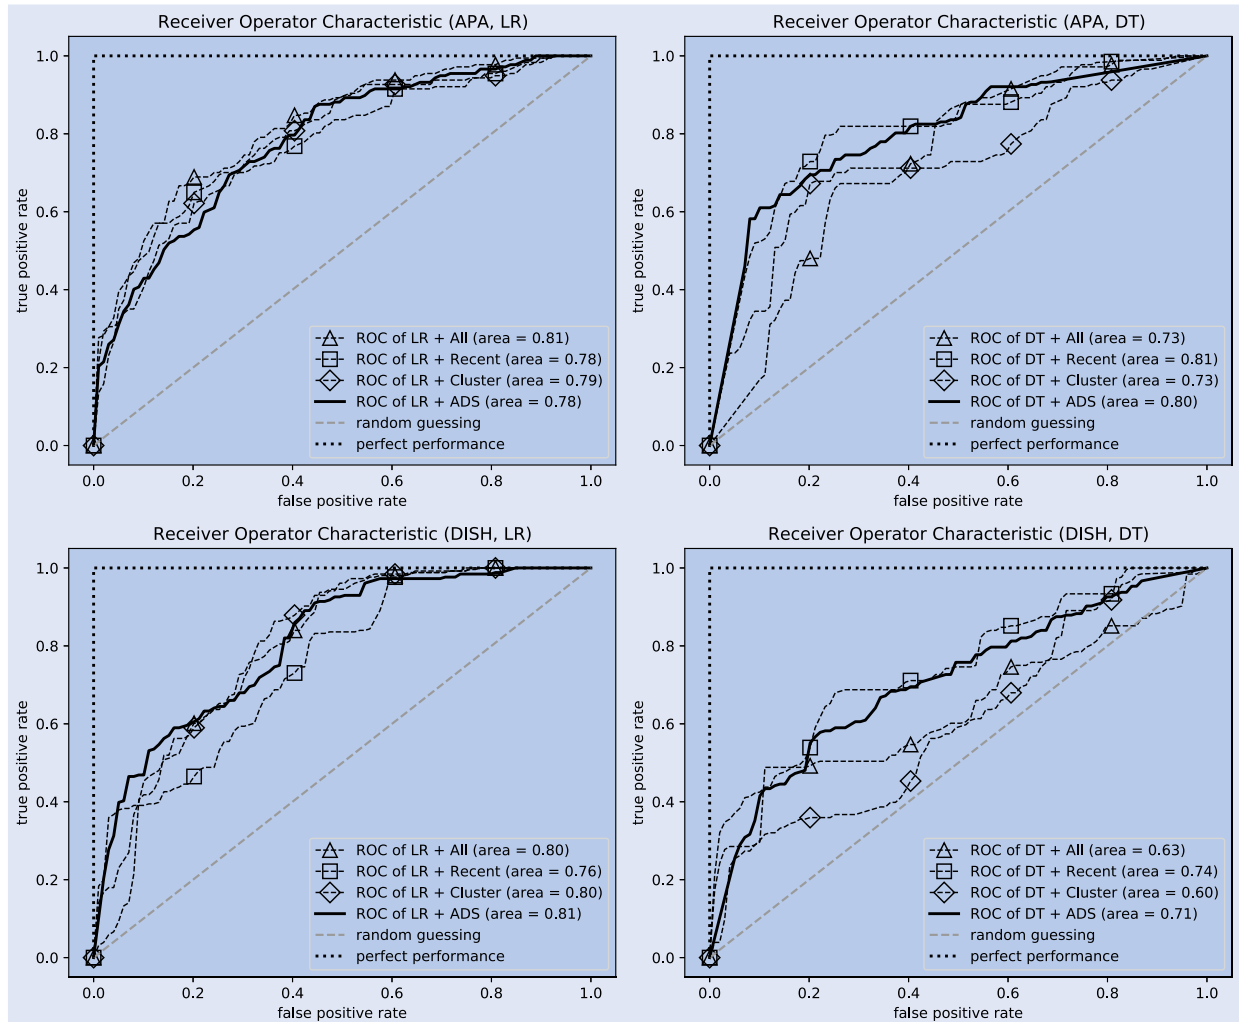 Receiver Operator Characteristic (APA, LR)
true positive rate
1.0
0.8
0.6
0.4
0.2
0.0
ROC of LR + All (area = 0.81)
ROC of LR + Recent (area = 0.78)
ROC of LR + Cluster (area = 0.79)
ROC of LR + ADS (area = 0.78)
random guessing
perfect performance
0.0 0.2 0.4 0.6 0.8 1.0
false positive rate
Receiver Operator Characteristic (APA, DT)
true positive rate
1.0
0.8
0.6
0.4
0.2
0.0
ROC of DT + All (area = 0.73)
ROC of DT + Recent (area = 0.81)
ROC of DT + Cluster (area = 0.73)
ROC of DT + ADS (area = 0.80)
random guessing
perfect performance
0.0 0.2 0.4 0.6 0.8 1.0
false positive rate
Receiver Operator Characteristic (DISH, LR)
true positive rate
1.0
0.8
0.6
0.4
0.2
0.0
ROC of LR + All (area = 0.80)
ROC of LR + Recent (area = 0.76)
ROC of LR + Cluster (area = 0.80)
ROC of LR + ADS (area = 0.81)
random guessing
perfect performance
0.0 0.2 0.4 0.6 0.8 1.0
false positive rate
Receiver Operator Characteristic (DISH, DT)
true positive rate
1.0
0.8
0.6
0.4
0.2
0.0
ROC of DT + All (area = 0.63)
ROC of DT + Recent (area = 0.74)
ROC of DT + Cluster (area = 0.60)
ROC of DT + ADS (area = 0.71)
random guessing
perfect performance
0.0 0.2 0.4 0.6 0.8 1.0
false positive rate